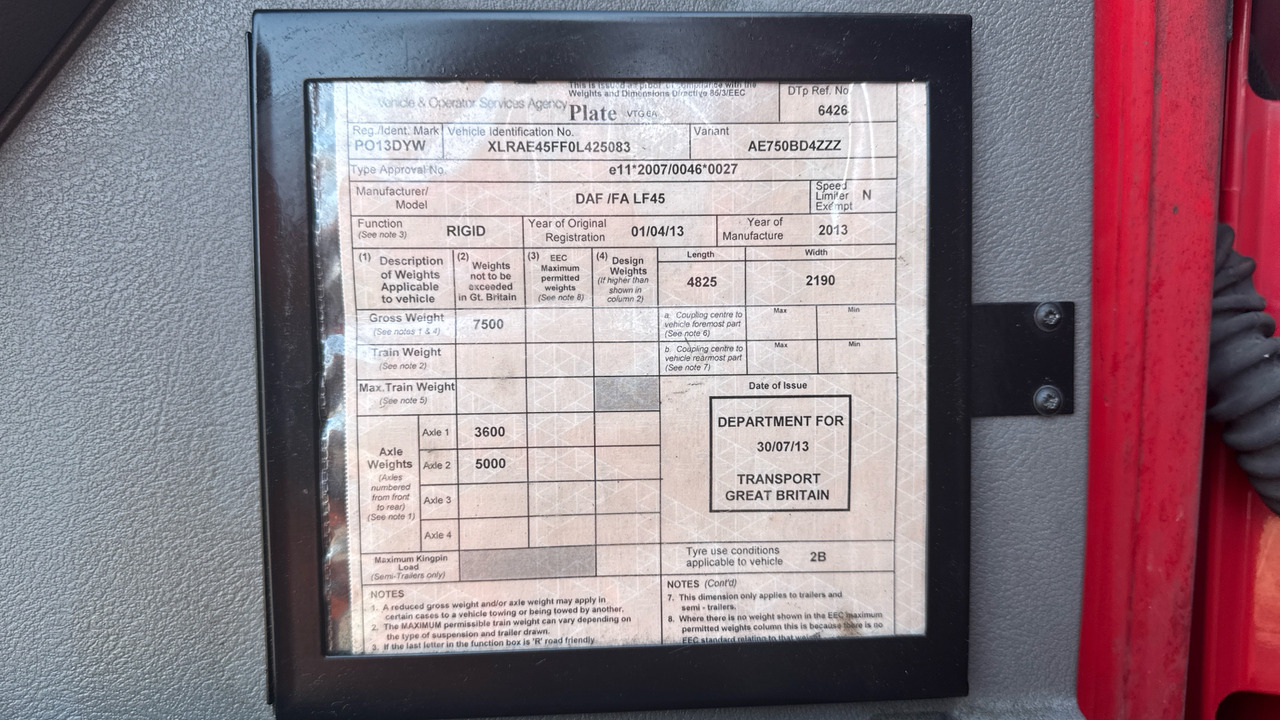 This is issued as proof of compliance with the
Weights and Dimensions Directive 86/3/EEC
Vehicle & Operator Services Agency
Plate VTG 6A
DTp Ref. No
6426
Reg./Ident. Mark
PO13DYW
Vehicle Identification No.
XLRAE45FF0L425083
Variant
AE750BD4ZZZ
Type Approval No.
e11*2007/0046*0027
Manufacturer/
Model
DAF /FA LF45
Speed
Limiter
Exempt
N
Function
(See note 3)
RIGID
Year of Original
Registration
01/04/13
Year of
Manufacture
2013
(1) Description
of Weights
Applicable
to vehicle
(2) Weights
not to be
exceeded
in Gt. Britain
(3) EEC
Maximum
permitted
weights
(See note 8)
(4) Design
Weights
(If higher than
shown in
column 2)
Length
4825
Width
2190
Gross Weight
(See notes 1 & 4)
7500
a. Coupling centre to
vehicle foremost part
(See note 6)
Max
Min
Train Weight
(See note 2)
b. Coupling centre to
vehicle rearmost part
(See note 7)
Max
Min
Max.Train Weight
(See note 5)
Date of Issue
DEPARTMENT FOR
30/07/13
TRANSPORT
GREAT BRITAIN
Axle
Weights
(Axles
numbered
from front
to rear)
(See note 1)
Axle 1
3600
Axle 2
5000
Axle 3
Axle 4
Maximum Kingpin
Load
(Semi-Trailers only)
Tyre use conditions
applicable to vehicle
2B
NOTES
1. A reduced gross weight and/or axle weight may apply in
certain cases to a vehicle towing or being towed by another.
2. The MAXIMUM permissible train weight can vary depending on
the type of suspension and trailer drawn.
3. If the last letter in the function box is 'R' road friendly
NOTES (Cont'd)
7. This dimension only applies to trailers and
semi - trailers.
8. Where there is no weight shown in the EEC maximum
permitted weights column this is because there is no
EEC standard relating to that weight